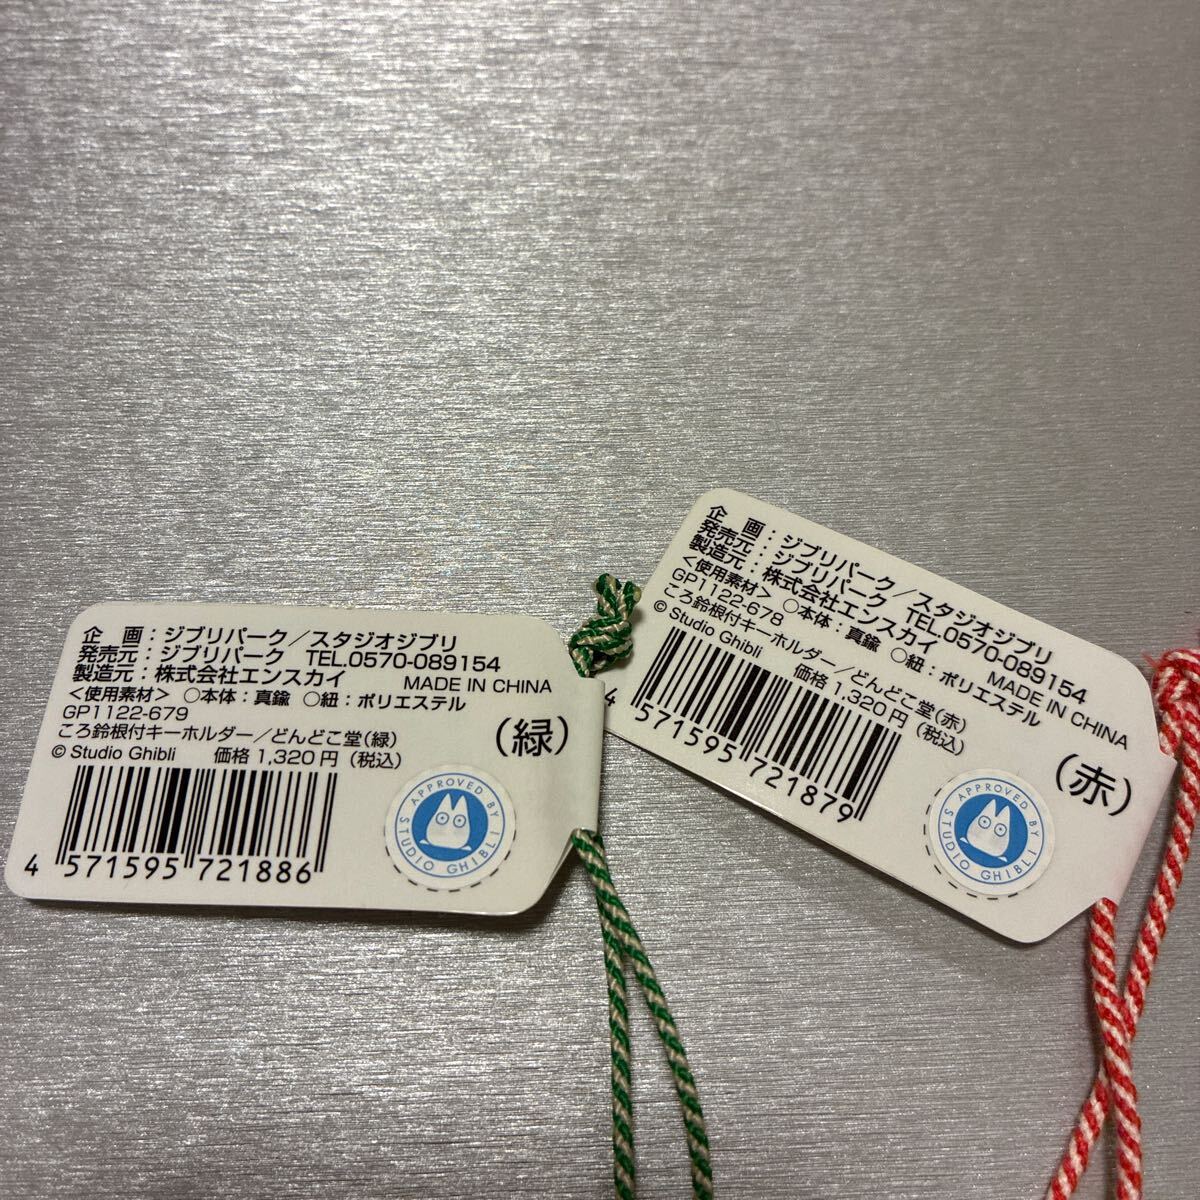 企　画：ジブリパーク／スタジオジブリ
発売元：ジブリパーク TEL.0570-089154
製造元：株式会社エンスカイ MADE IN CHINA
＜使用素材＞ ○本体：真鍮 ○紐：ポリエステル
GP1122-679
ころ鈴根付キーホルダー／どんどこ堂（緑）
© Studio Ghibli 価格 1,320円（税込）
（緑）
4 571595 721886
APPROVED BY
STUDIO GHIBLI
企　画：ジブリパーク／スタジオジブリ
発売元：ジブリパーク TEL.0570-089154
製造元：株式会社エンスカイ MADE IN CHINA
＜使用素材＞ ○本体：真鍮 ○紐：ポリエステル
GP1122-678
ころ鈴根付キーホルダー／どんどこ堂（赤）
© Studio Ghibli 価格 1,320円（税込）
（赤）
4 571595 721879
APPROVED BY
STUDIO GHIBLI